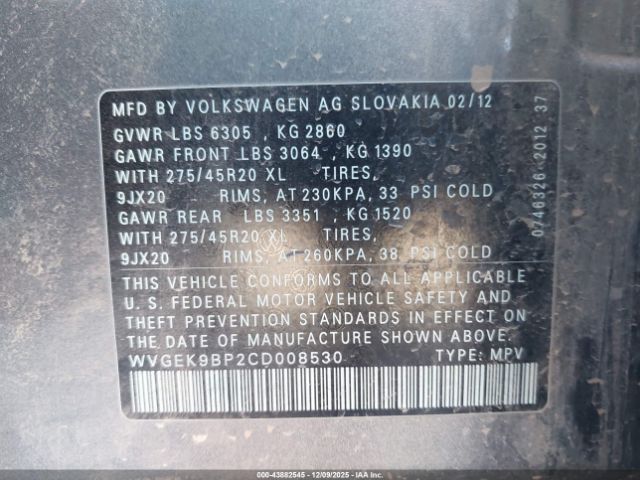 MFD BY VOLKSWAGEN AG SLOVAKIA 02/12
GVWR LBS 6305 , KG 2860
GAWR FRONT LBS 3064 , KG 1390
WITH 275/45R20 XL TIRES,
9JX20 RIMS, AT 230KPA, 33 PSI COLD
GAWR REAR LBS 3351 , KG 1520
WITH 275/45R20 XL TIRES,
9JX20 RIMS, AT 260KPA, 38 PSI COLD
THIS VEHICLE CONFORMS TO ALL APPLICABLE
U.S. FEDERAL MOTOR VEHICLE SAFETY AND
THEFT PREVENTION STANDARDS IN EFFECT ON
THE DATE OF MANUFACTURE SHOWN ABOVE
WVGEK9BP2CD008530 TYPE: MPV
0746326 2012 37
000-43882545 - 12/09/2025 - IAAI.CA